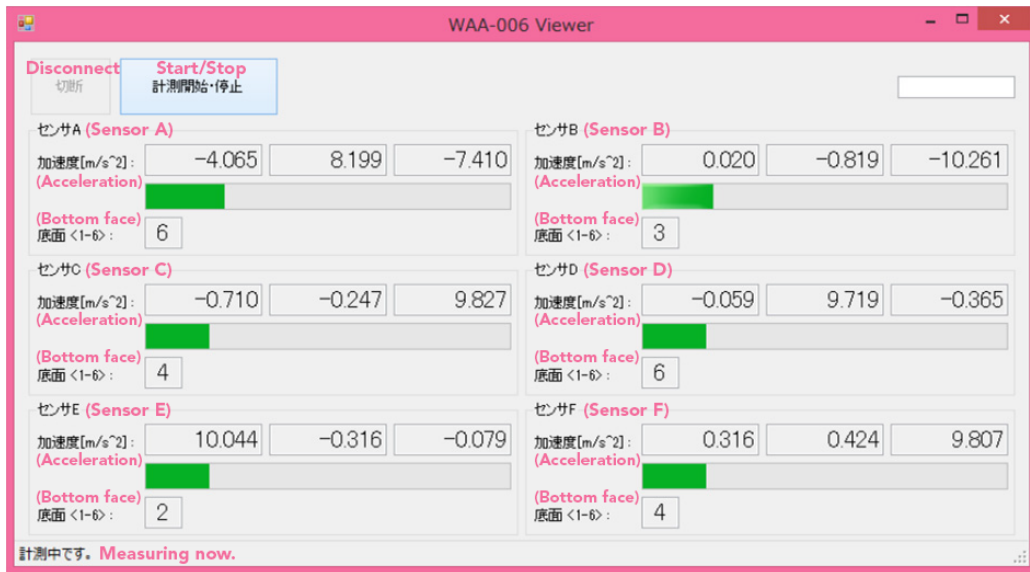 WAA-006 Viewer
Disconnect Start/Stop
切断 計測開始・停止
センサA (Sensor A)
加速度[m/s^2]: -4.065 8.199 -7.410
(Acceleration)
(Bottom face)
底面 <1-6>: 6
センサB (Sensor B)
加速度[m/s^2]: 0.020 -0.819 -10.261
(Acceleration)
(Bottom face)
底面 <1-6>: 3
センサC (Sensor C)
加速度[m/s^2]: -0.710 -0.247 9.827
(Acceleration)
(Bottom face)
底面 <1-6>: 4
センサD (Sensor D)
加速度[m/s^2]: -0.059 9.719 -0.365
(Acceleration)
(Bottom face)
底面 <1-6>: 6
センサE (Sensor E)
加速度[m/s^2]: 10.044 -0.316 -0.079
(Acceleration)
(Bottom face)
底面 <1-6>: 2
センサF (Sensor F)
加速度[m/s^2]: 0.316 0.424 9.807
(Acceleration)
(Bottom face)
底面 <1-6>: 4
計測中です。 Measuring now.